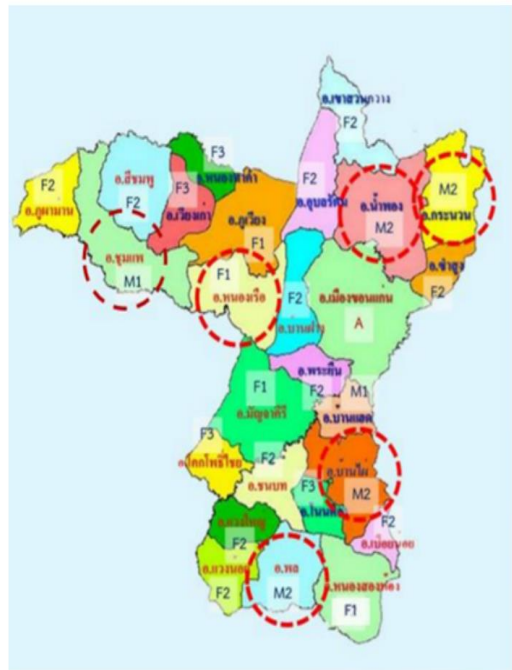 อ.เขาสวนกวาง
F2
F3
อ.หนองนาคำ
F2
อ.ภูผาม่าน
อ.สีชมพู
F2
F3
อ.เวียงเก่า
อ.ภูเวียง
F1
F2
อ.อุบลรัตน์
อ.น้ำพอง
M2
M2
อ.กระนวน
อ.ซำสูง
F2
อ.ชุมแพ
M1
F1
อ.หนองเรือ
F2
อ.บ้านฝาง
อ.เมืองขอนแก่น
A
อ.พระยืน
F2
M1
อ.บ้านแฮด
F1
อ.มัญจาคีรี
F3
อ.โคกโพธิ์ไชย
F2
อ.ชนบท
อ.บ้านไผ่
M2
F3
F2
อ.เปือยน้อย
อ.แวงใหญ่
F2
อ.แวงน้อย
F2
อ.พล
M2
อ.หนองสองห้อง
F1